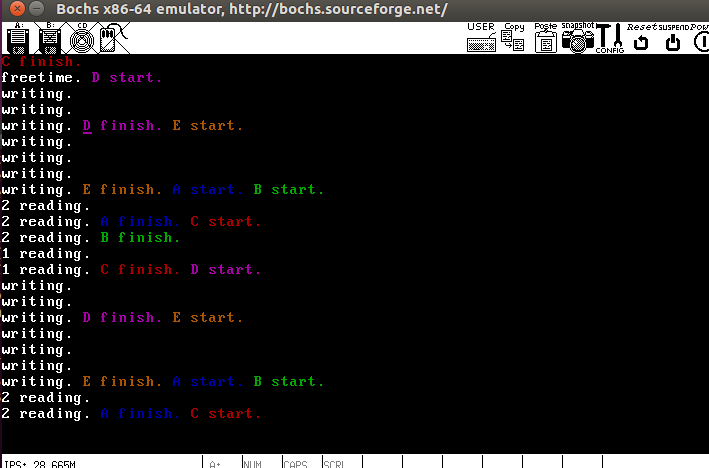 Bochs x86-64 emulator, http://bochs.sourceforge.net/
A: B: CD USER Copy Paste snapshot CONFIG Reset SUSPEND Pow
C finish.
freetime. D start.
writing.
writing.
writing. D finish. E start.
writing.
writing.
writing.
writing. E finish. A start. B start.
2 reading.
2 reading. A finish. C start.
2 reading. B finish.
1 reading.
1 reading. C finish. D start.
writing.
writing.
writing. D finish. E start.
writing.
writing.
writing.
writing. E finish. A start. B start.
2 reading.
2 reading. A finish. C start.
IPS: 28.665M A: NUM CAPS SCRL